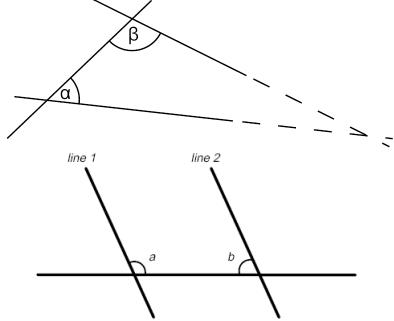 β
α
line 1 line 2
a b